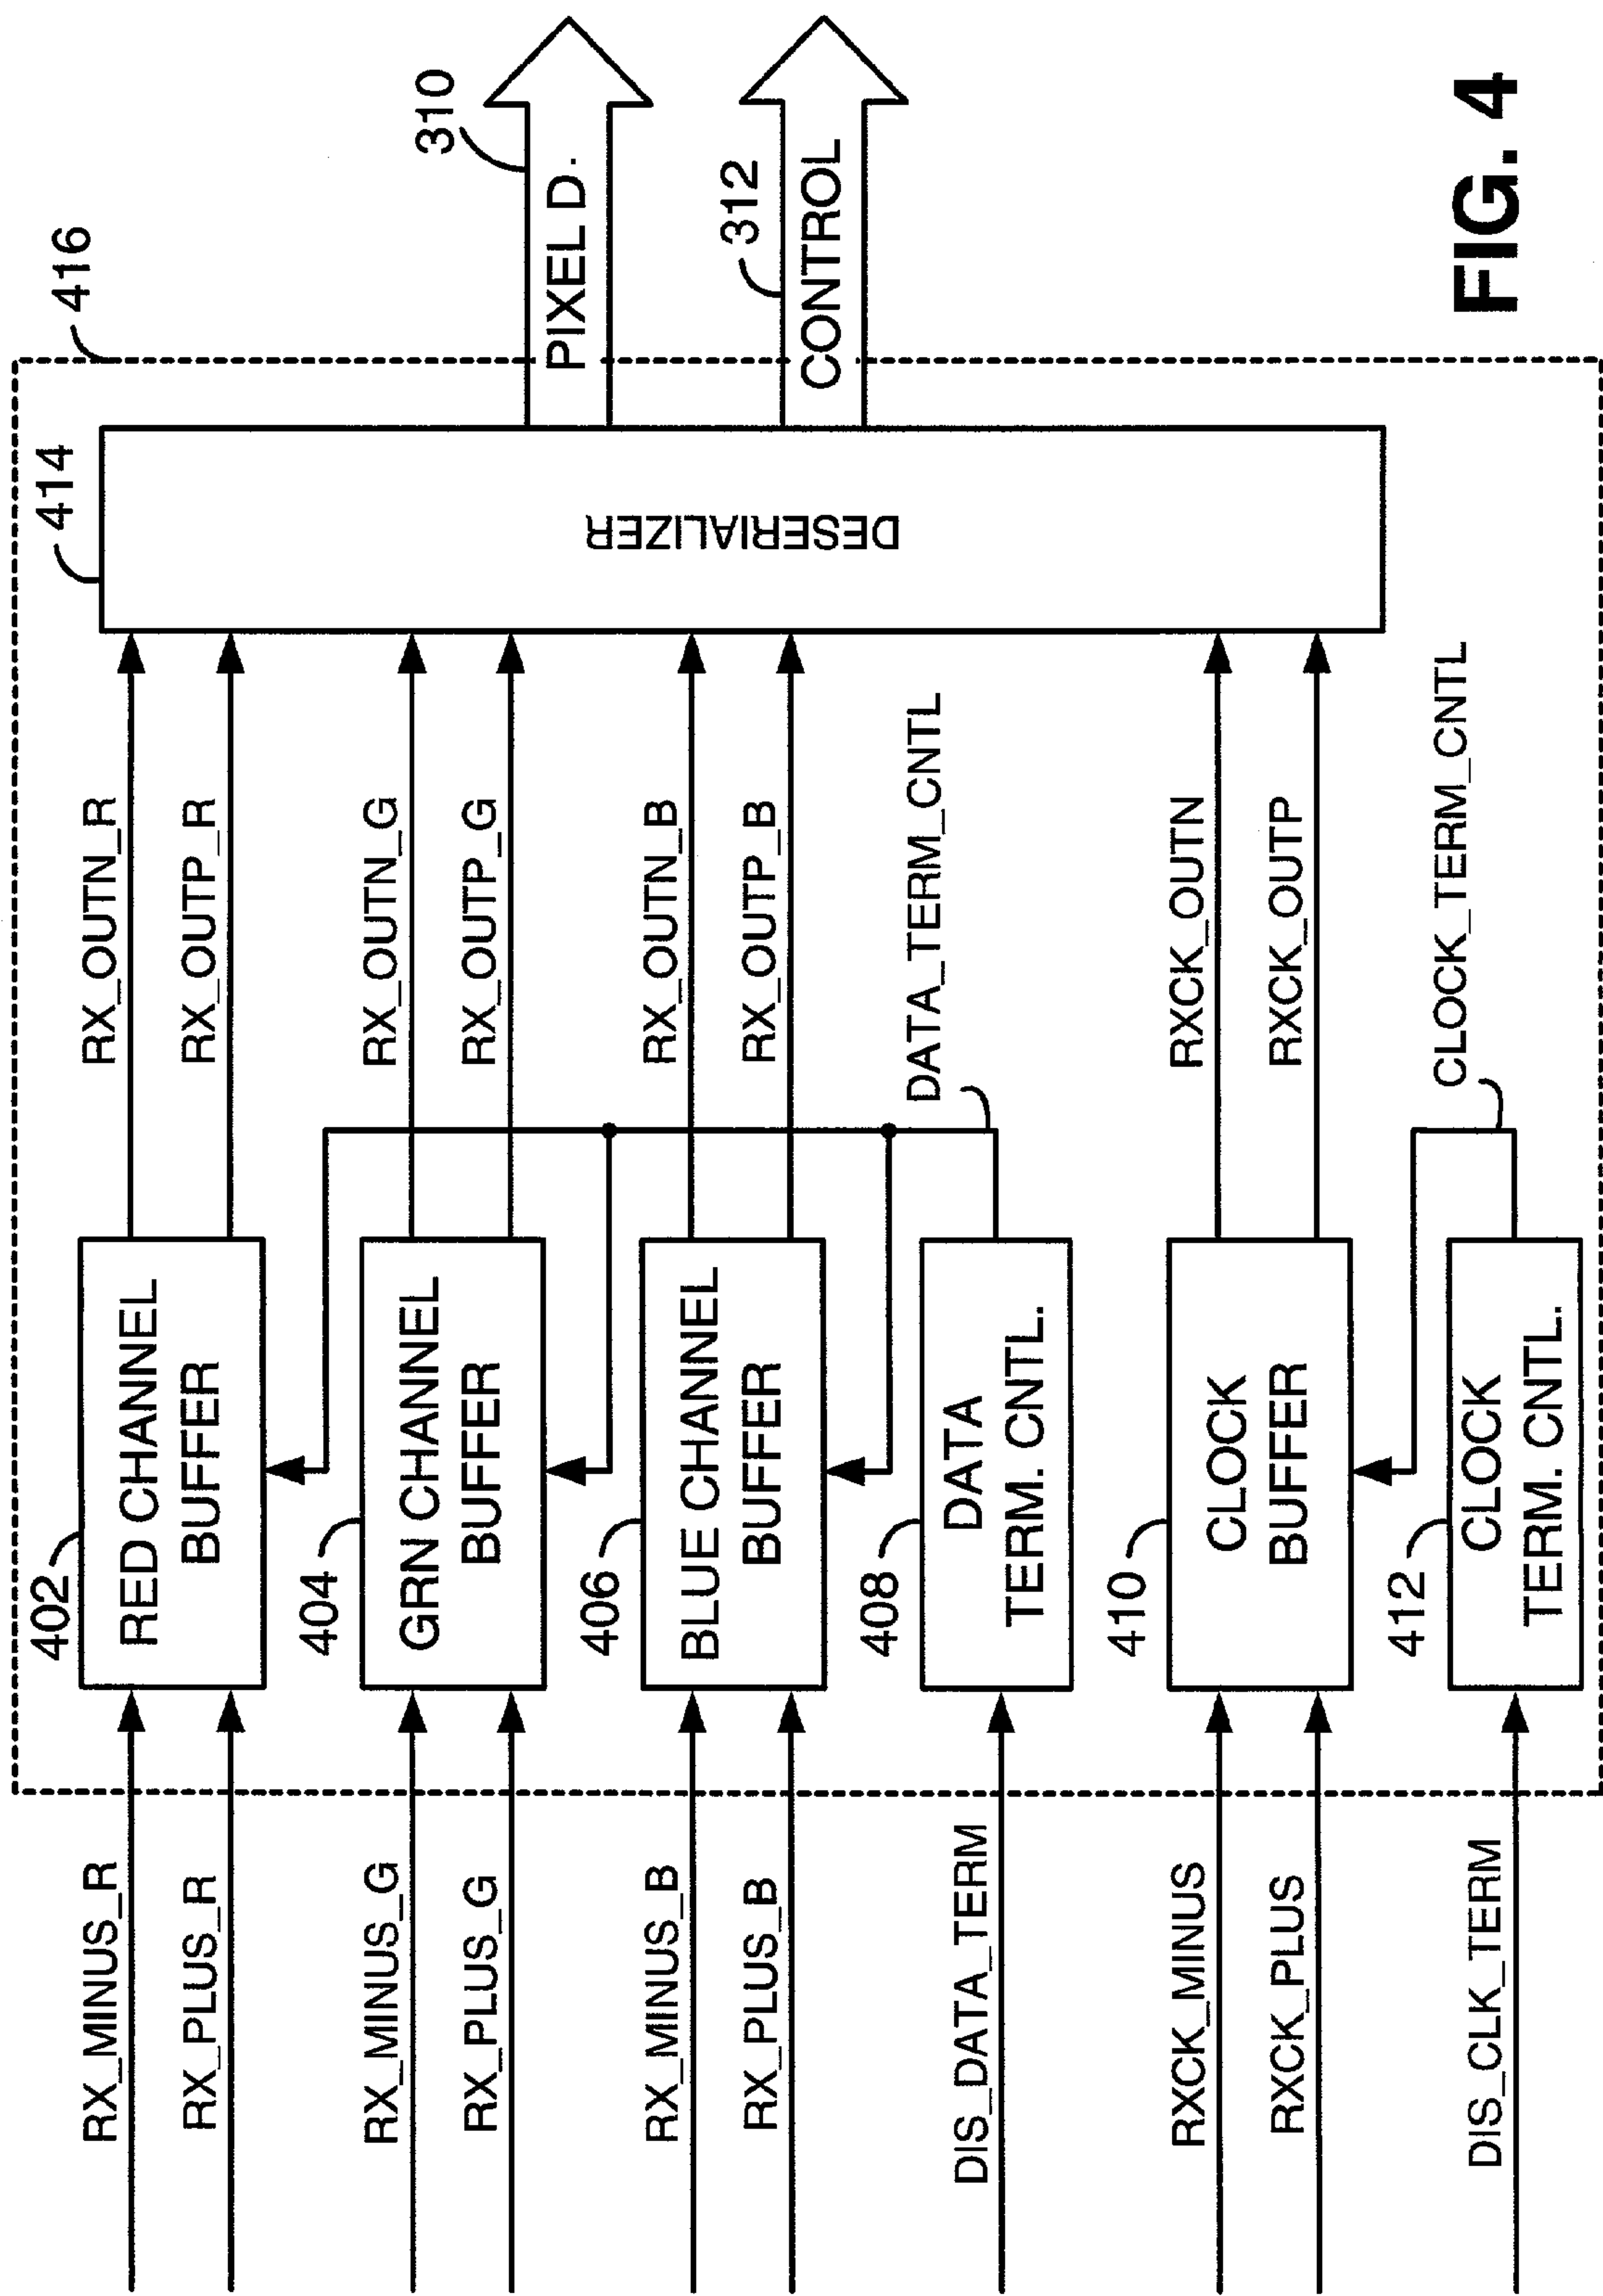 RX_MINUS_R
RX_PLUS_R
RX_MINUS_G
RX_PLUS_G
RX_MINUS_B
RX_PLUS_B
DIS_DATA_TERM
RXCK_MINUS
RXCK_PLUS
DIS_CLK_TERM
402
RED CHANNEL
BUFFER
404
GRN CHANNEL
BUFFER
406
BLUE CHANNEL
BUFFER
408
DATA
TERM. CNTL.
410
CLOCK
BUFFER
412
CLOCK
TERM. CNTL.
RX_OUTN_R
RX_OUTP_R
RX_OUTN_G
RX_OUTP_G
RX_OUTN_B
RX_OUTP_B
DATA_TERM_CNTL
RXCK_OUTN
RXCK_OUTP
CLOCK_TERM_CNTL
414
DESERIALIZER
416
310
PIXEL D.
312
CONTROL
FIG. 4